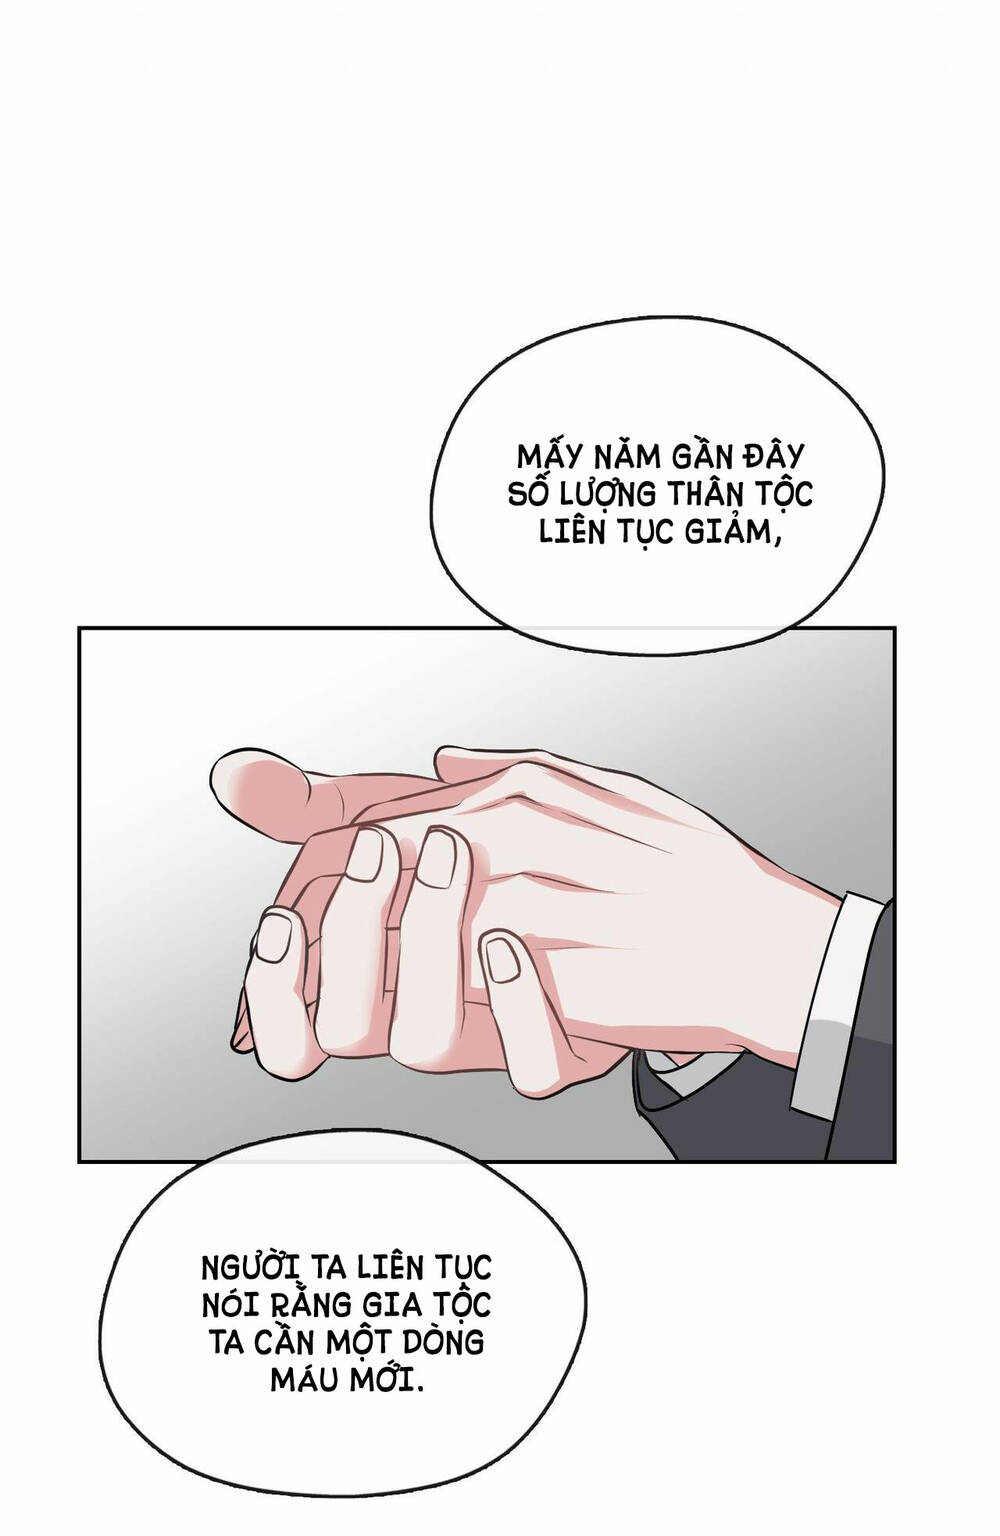 MẤY NĂM GẦN ĐÂY
SỐ LƯỢNG THÂN TỘC
LIÊN TỤC GIẢM,
NGƯỜI TA LIÊN TỤC
NÓI RẰNG GIA TỘC
TA CẦN MỘT DÒNG
MÁU MỚI.